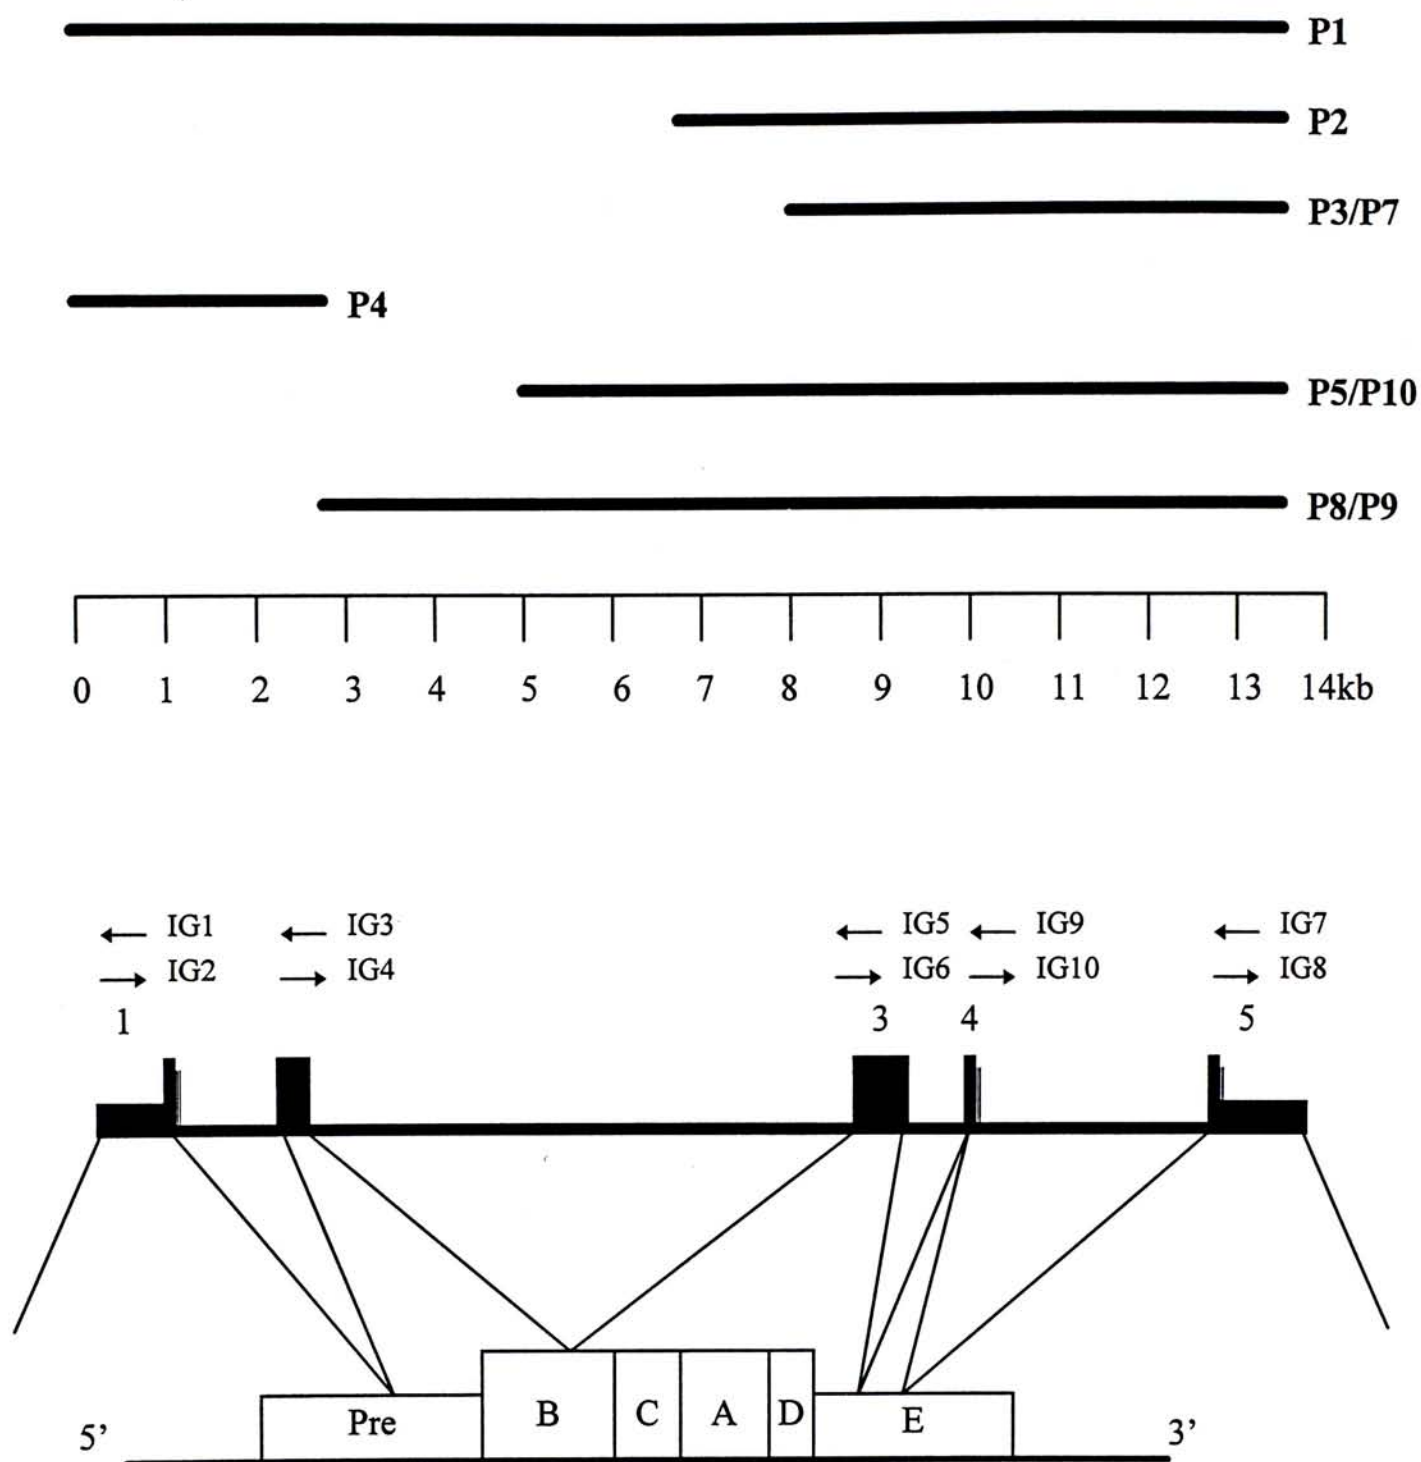 P1
P2
P3/P7
P4
P5/P10
P8/P9
0 1 2 3 4 5 6 7 8 9 10 11 12 13 14kb
IG1 IG3 IG5 IG9 IG7
IG2 IG4 IG6 IG10 IG8
1 3 4 5
Pre B C A D E
5’ 3’